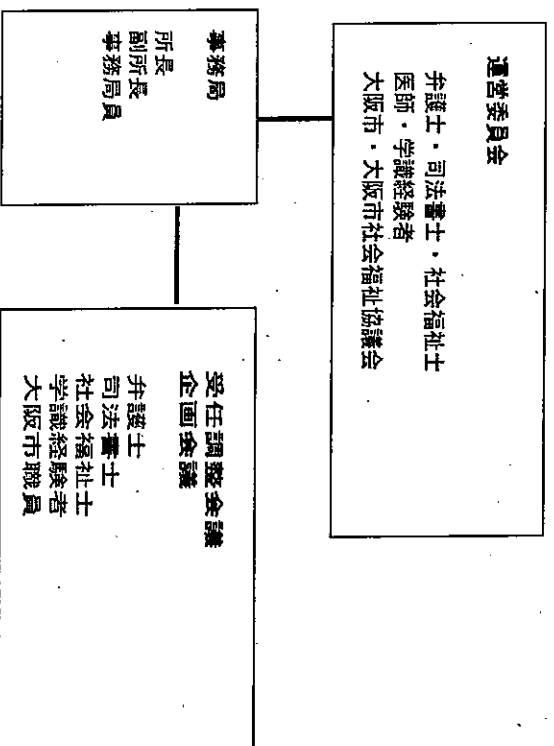 運営委員会
弁護士・司法書士・社会福祉士
医師・学識経験者
大阪市・大阪市社会福祉協議会
事務局
所長
副所長
事務局員
受任調整会議
企画会議
弁護士
司法書士
社会福祉士
学識経験者
大阪市職員